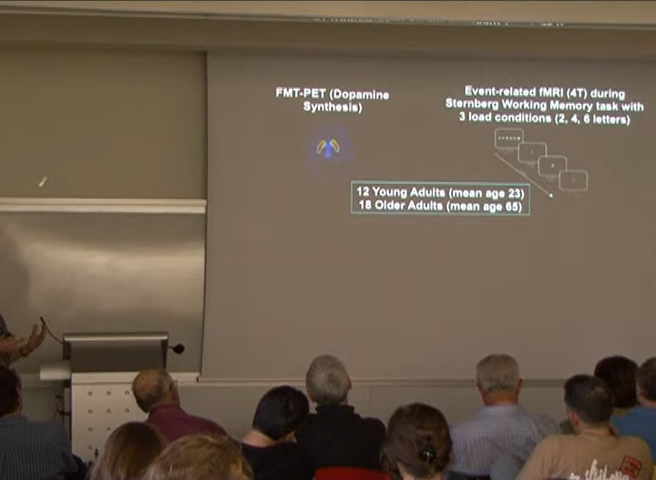 FMT-PET (Dopamine
Synthesis)
Event-related fMRI (4T) during
Sternberg Working Memory task with
3 load conditions (2, 4, 6 letters)
12 Young Adults (mean age 23)
18 Older Adults (mean age 65)